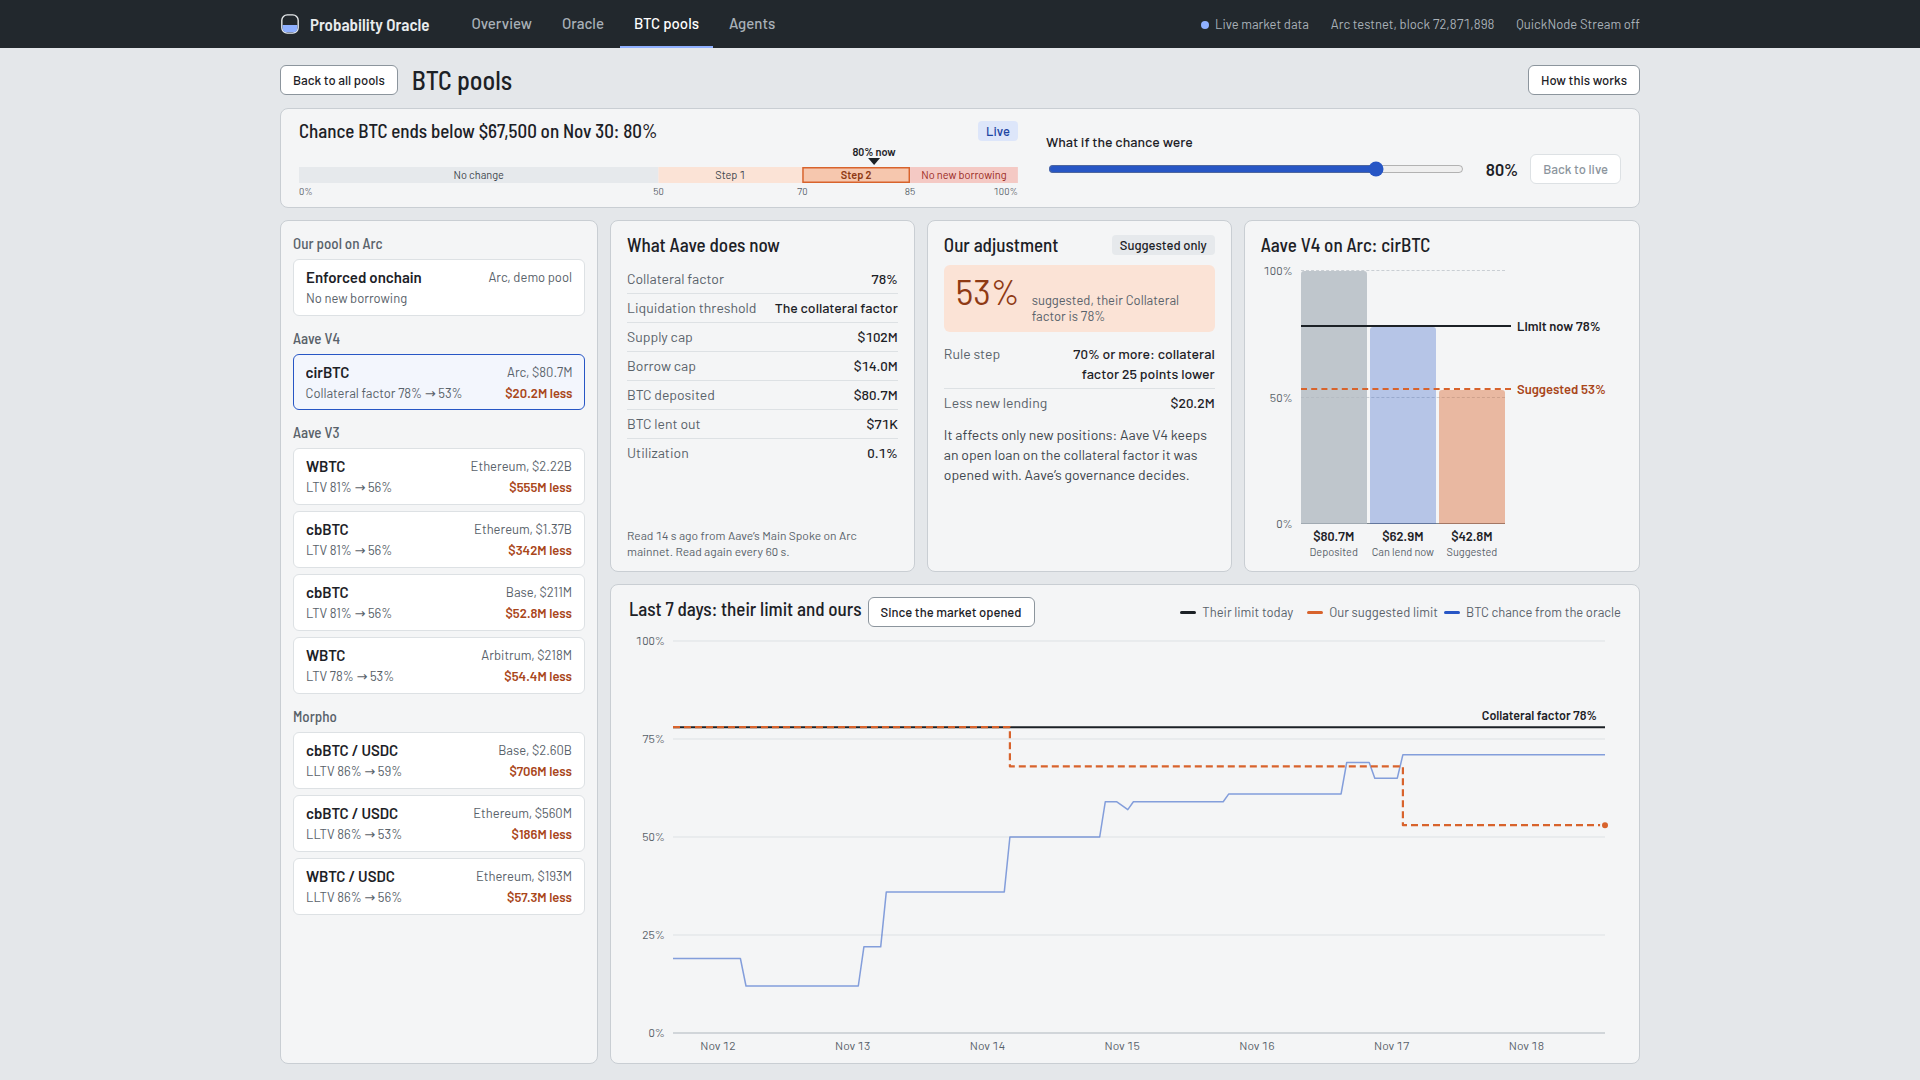 Probability Oracle
Overview
Oracle
BTC pools
Agents
Live market data
Arc testnet, block 72,871,898
QuickNode Stream off
Back to all pools
BTC pools
How this works
Chance BTC ends below $67,500 on Nov 30: 80%
Live
80% now
No change
Step 1
Step 2
No new borrowing
0%
50
70
85
100%
What if the chance were
80%
Back to live
Our pool on Arc
Enforced onchain
Arc, demo pool
No new borrowing
Aave V4
cirBTC
Arc, $80.7M
Collateral factor 78% → 53%
$20.2M less
Aave V3
WBTC
Ethereum, $2.22B
LTV 81% → 56%
$555M less
cbBTC
Ethereum, $1.37B
LTV 81% → 56%
$342M less
cbBTC
Base, $211M
LTV 81% → 56%
$52.8M less
WBTC
Arbitrum, $218M
LTV 78% → 53%
$54.4M less
Morpho
cbBTC / USDC
Base, $2.60B
LLTV 86% → 59%
$706M less
cbBTC / USDC
Ethereum, $560M
LLTV 86% → 53%
$186M less
WBTC / USDC
Ethereum, $193M
LLTV 86% → 56%
$57.3M less
What Aave does now
Collateral factor
78%
Liquidation threshold
The collateral factor
Supply cap
$102M
Borrow cap
$14.0M
BTC deposited
$80.7M
BTC lent out
$71K
Utilization
0.1%
Read 14 s ago from Aave's Main Spoke on Arc
mainnet. Read again every 60 s.
Our adjustment
Suggested only
53%
suggested, their Collateral
factor is 78%
Rule step
70% or more: collateral
factor 25 points lower
Less new lending
$20.2M
It affects only new positions: Aave V4 keeps
an open loan on the collateral factor it was
opened with. Aave's governance decides.
Aave V4 on Arc: cirBTC
100%
Limit now 78%
Suggested 53%
50%
0%
$80.7M
Deposited
$62.9M
Can lend now
$42.8M
Suggested
Last 7 days: their limit and ours
Since the market opened
Their limit today
Our suggested limit
BTC chance from the oracle
100%
Collateral factor 78%
75%
50%
25%
0%
Nov 12
Nov 13
Nov 14
Nov 15
Nov 16
Nov 17
Nov 18